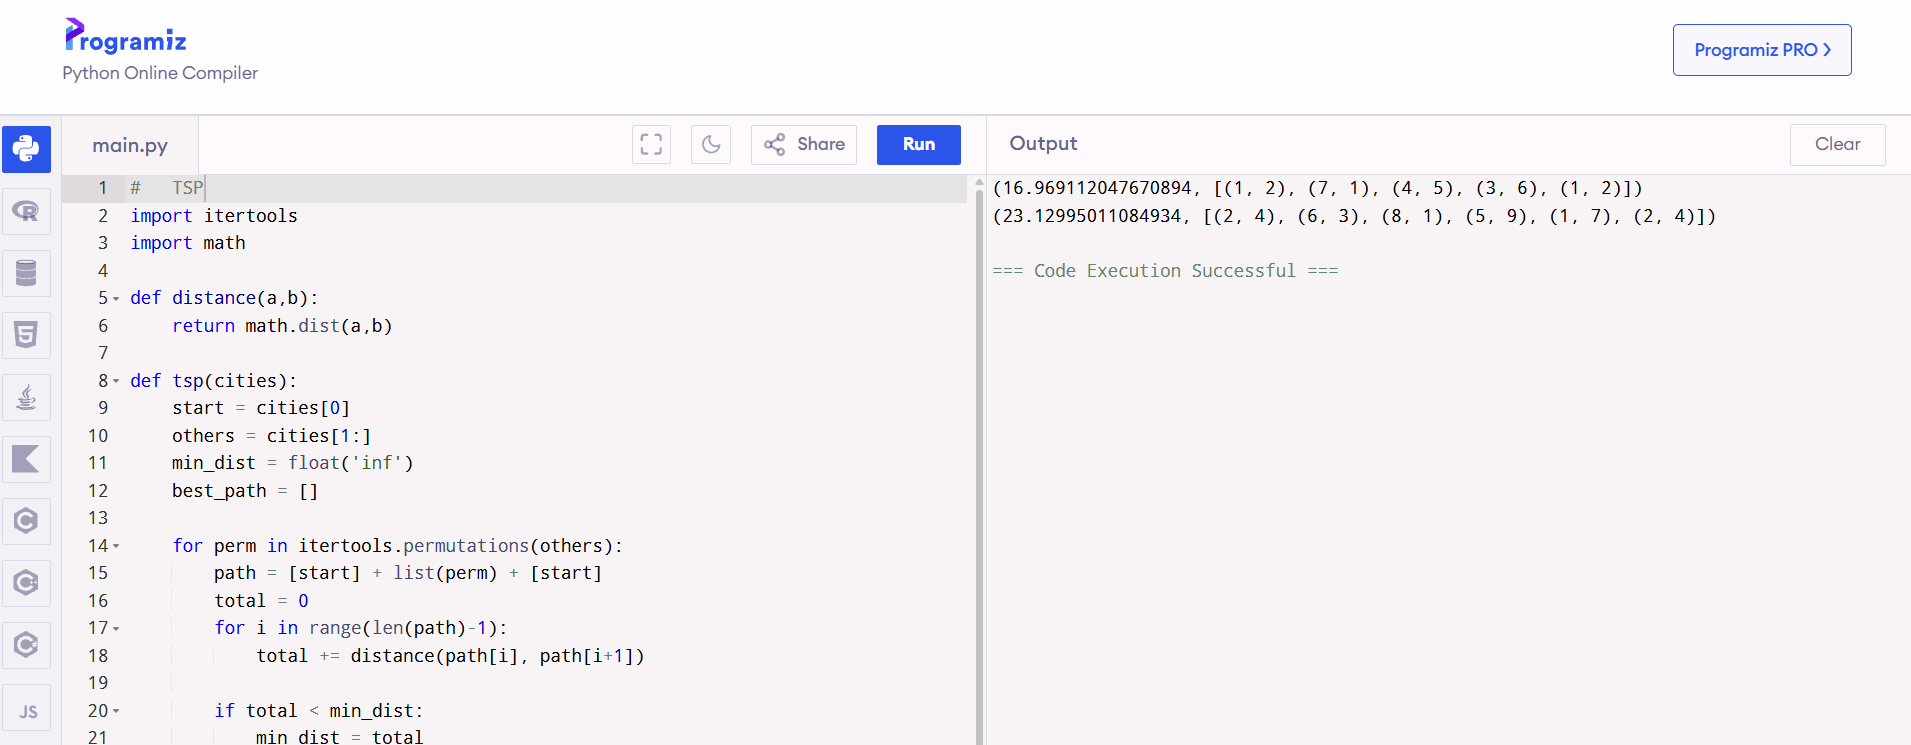 Programiz
Python Online Compiler
Programiz PRO
main.py
Share
Run
Output
Clear
1 # TSP
2 import itertools
3 import math
4
5 def distance(a,b):
6 return math.dist(a,b)
7
8 def tsp(cities):
9 start = cities[0]
10 others = cities[1:]
11 min_dist = float('inf')
12 best_path = []
13
14 for perm in itertools.permutations(others):
15 path = [start] + list(perm) + [start]
16 total = 0
17 for i in range(len(path)-1):
18 total += distance(path[i], path[i+1])
19
20 if total < min_dist:
21 min_dist = total
(16.969112047670894, [(1, 2), (7, 1), (4, 5), (3, 6), (1, 2)])
(23.12995011084934, [(2, 4), (6, 3), (8, 1), (5, 9), (1, 7), (2, 4)])
=== Code Execution Successful ===
R
5
C
C
C
JS